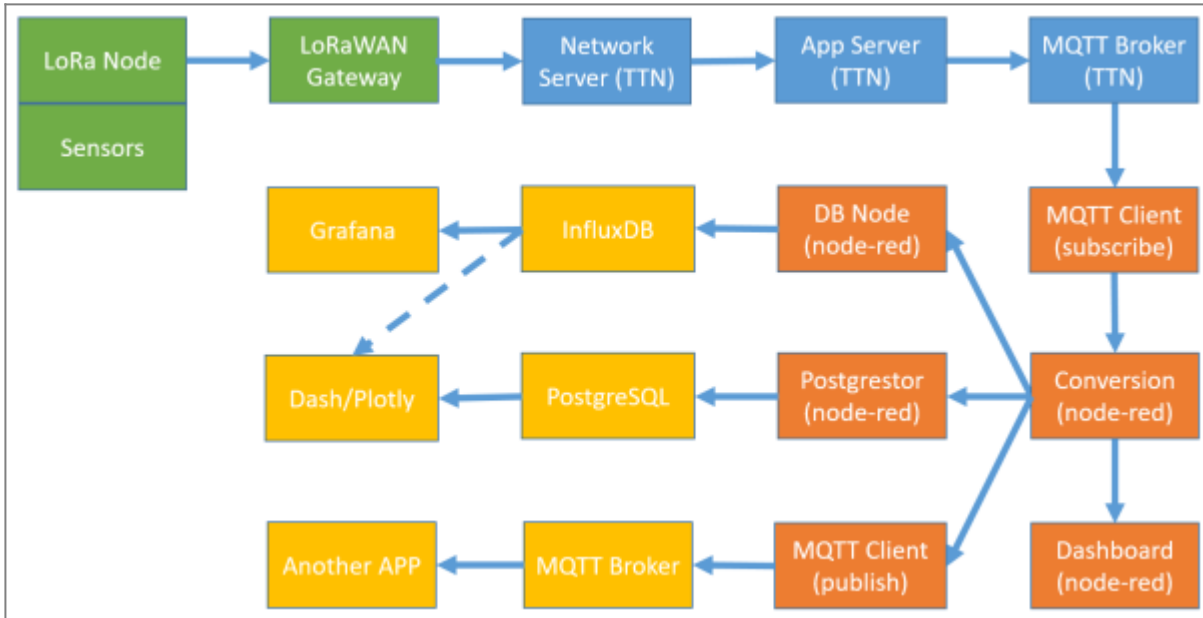 LoRa Node
LoRaWAN
Gateway
Network
Server (TTN)
App Server
(TTN)
MQTT Broker
(TTN)
Sensors
Grafana
InfluxDB
DB Node
(node-red)
MQTT Client
(subscribe)
Dash/Plotly
PostgreSQL
Postgrestor
(node-red)
Conversion
(node-red)
Another APP
MQTT Broker
MQTT Client
(publish)
Dashboard
(node-red)